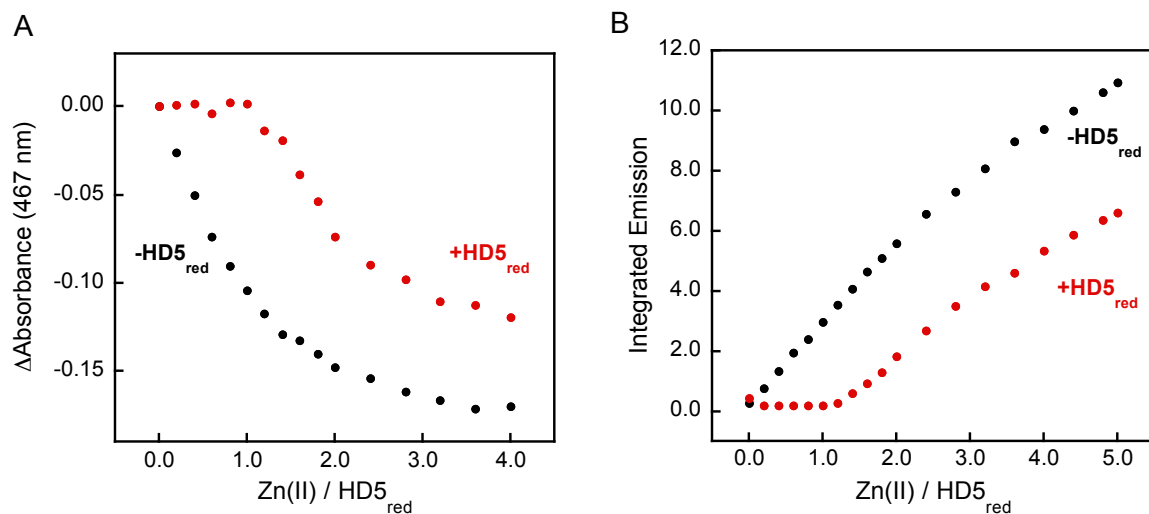 A
ΔAbsorbance (467 nm)
0.00
-0.05
-0.10
-0.15
-HD5red
+HD5red
0.0 1.0 2.0 3.0 4.0
Zn(II) / HD5red
B
Integrated Emission
12.0
10.0
8.0
6.0
4.0
2.0
0.0
-HD5red
+HD5red
0.0 1.0 2.0 3.0 4.0 5.0
Zn(II) / HD5red